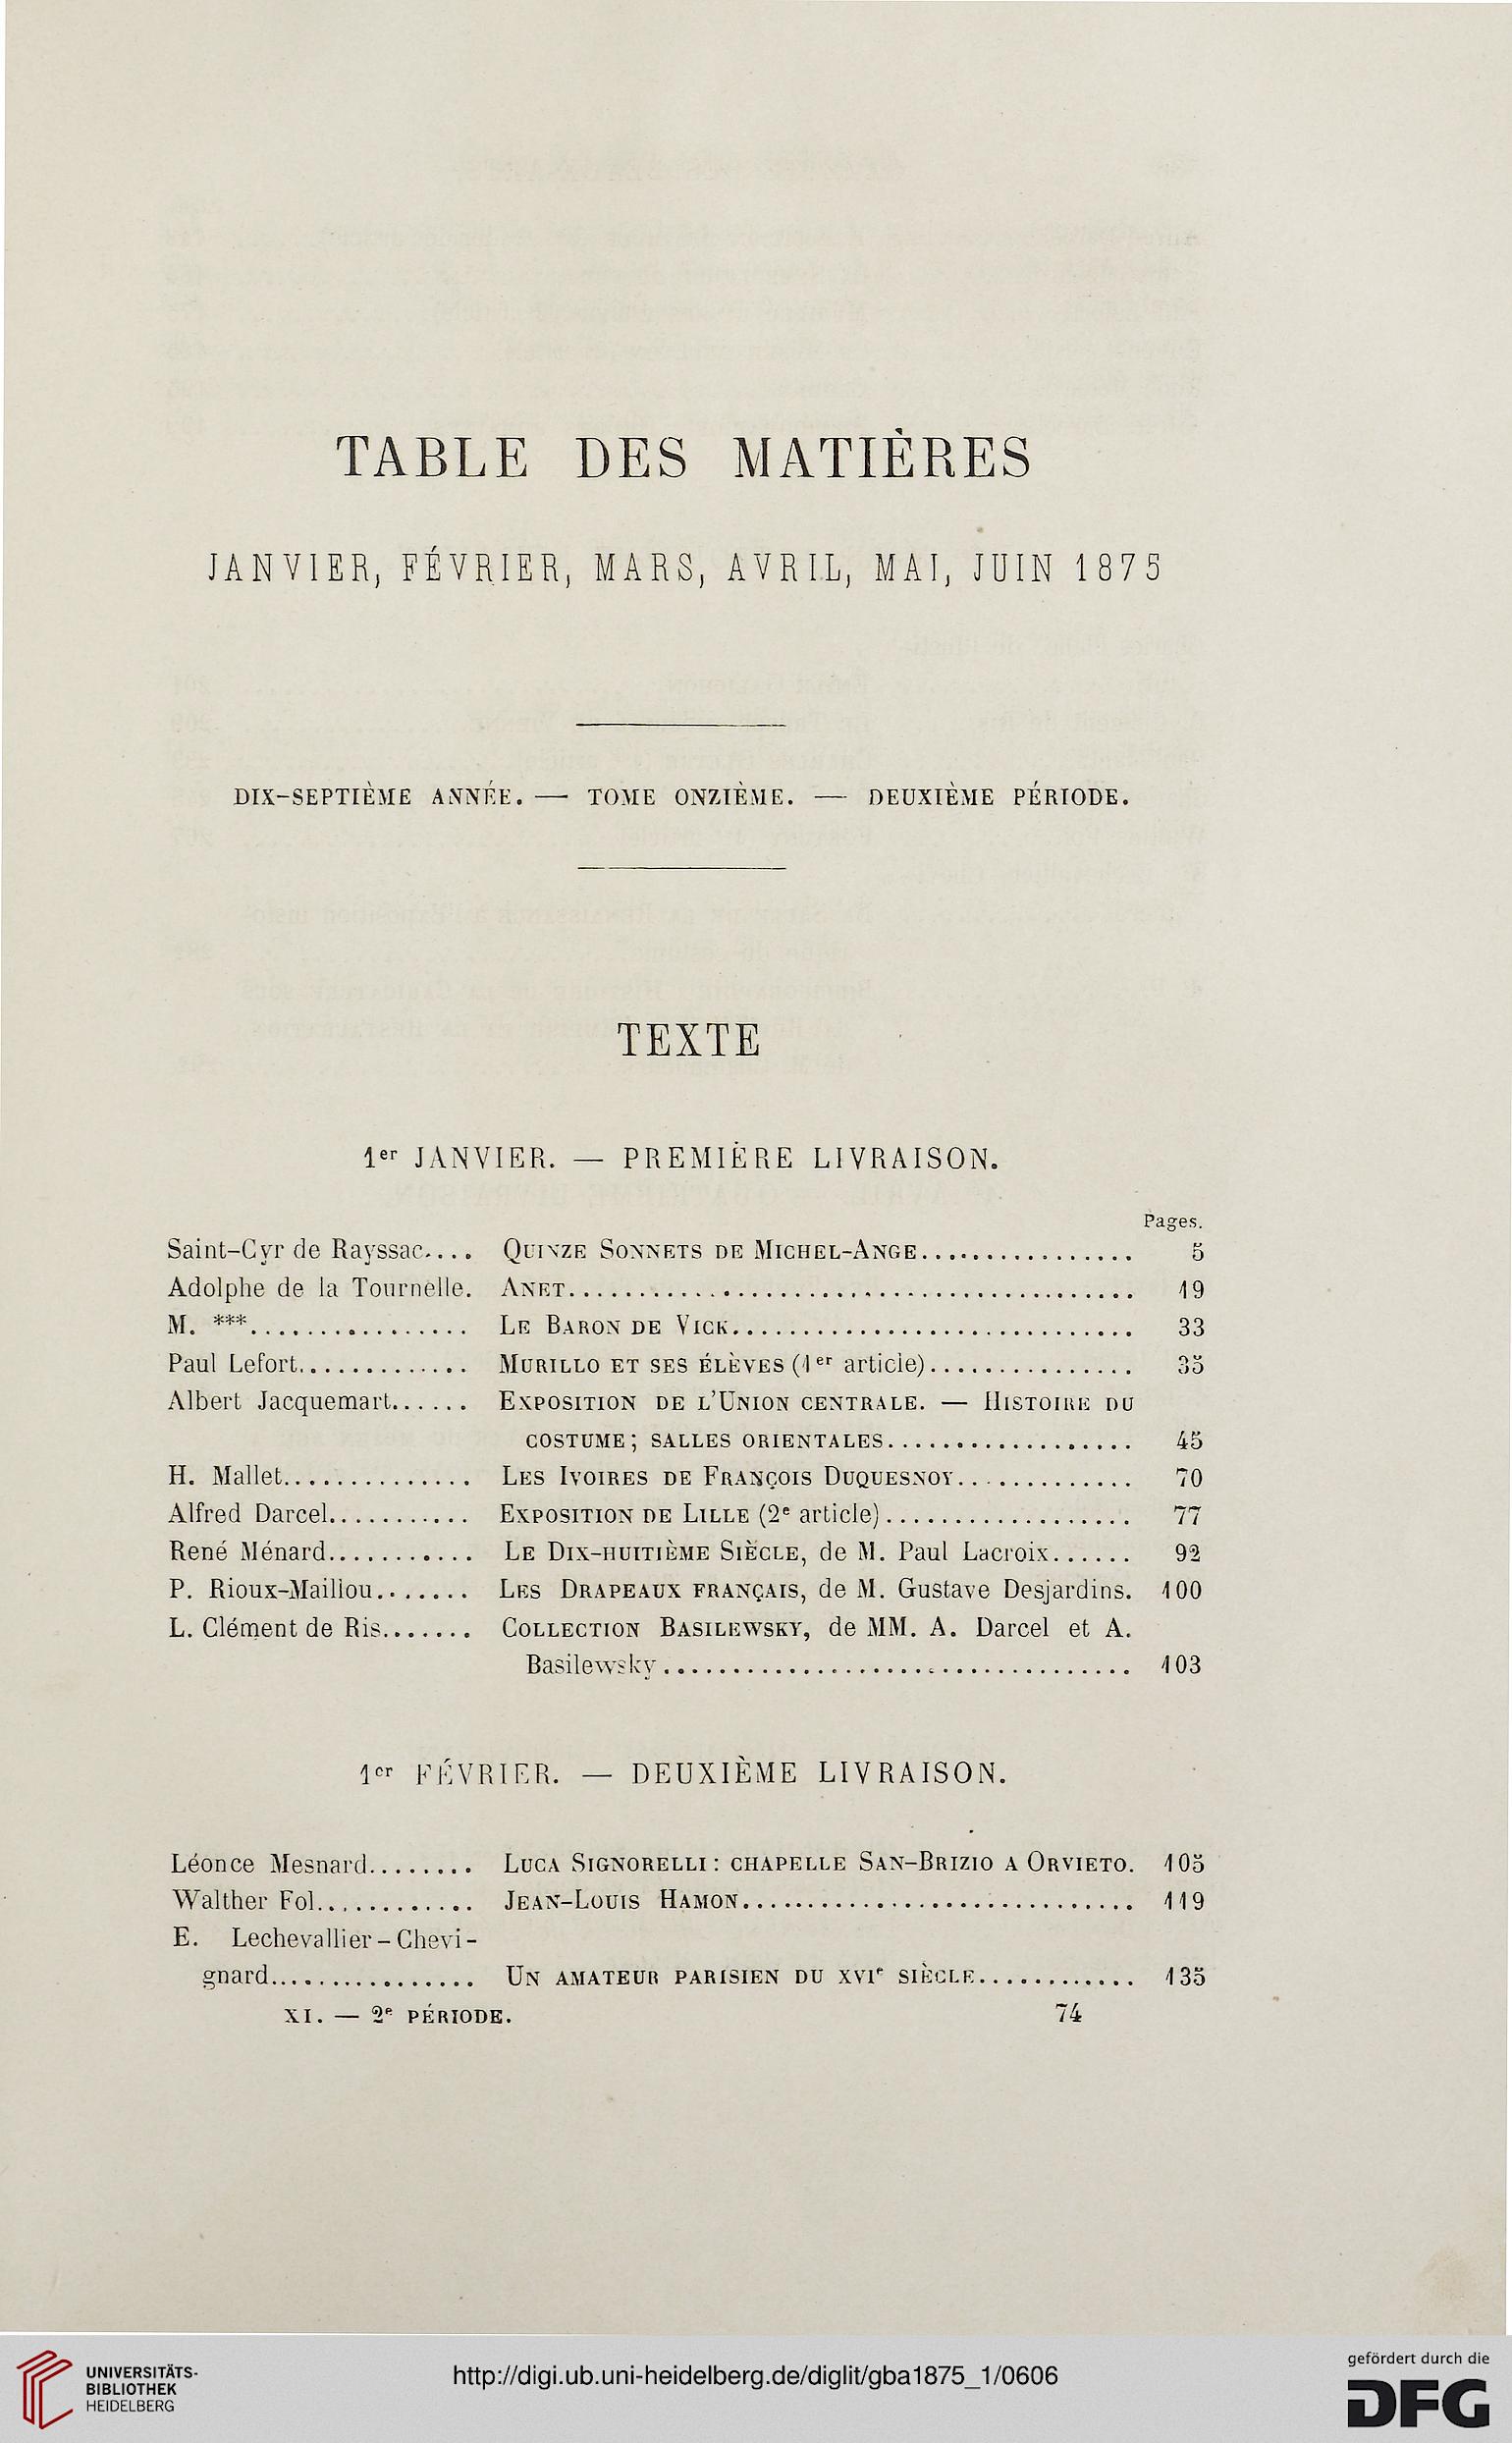 TABLE DES MATIÈRES
JANVIER, FÉVRIER, MARS, AVRIL, MAI, JUIN 1875
DIX-SEPTIÈME ANNÉE. — TOME ONZIÈME. — DEUXIÈME PÉRIODE.
TEXTE
1er JANVIER. — PREMIÈRE LIVRAISON.
Pages.
Saint-Cyr de Rayssac.... QUINZE SONNETS DE MICHEL-ANGE................ 5
Adolphe de la Tournelle. ANET......................................... 19
M. ***................ LE BARON DE VICK............................. 33
Paul Lefort............. MURILLO ET SES ÉLÈVES (1er article)............... 35
Albert Jacquemart...... EXPOSITION DE L'UNION CENTRALE. — HISTOIRE DU
COSTUME; SALLES ORIENTALES.................. 45
H. Mallet.............. LES IVOIRES DE FRANÇOIS DUQUESNOY............. 70
Alfred Darcel........... EXPOSITION DE LILLE (2e article).................. 77
René Ménard............ LE DIX-HUITIÈME SIÈCLE, de M. Paul Lacroix...... 92
P. Rioux-Maillou....... LES DRAPEAUX FRANÇAIS, de M. Gustave Desjardins. 100
L. Clément de Ris....... COLLECTION BASILEWSKY, de MM. A. Darcel et A.
Basilewsky.................................. 103
1er FÉVRIER. — DEUXIÈME LIVRAISON.
Léonce Mesnard........ LUCA SIGNORELLI: CHAPELLE SAN-BRIZIO A ORVIETO. 105
Walther Fol............ JEAN-LOUIS HAMON............................. 119
E. Lechevallier-Chevi-
gnard................ UN AMATEUR PARISIEN DU XVIe SIÈCLE............ 135
XI. — 2e PÉRIODE. 74
UNIVERSITÄTS-
BIBLIOTHEK
HEIDELBERG
http://digi.ub.uni-heidelberg.de/diglit/gba1875_1/0606
gefördert durch die
DFG